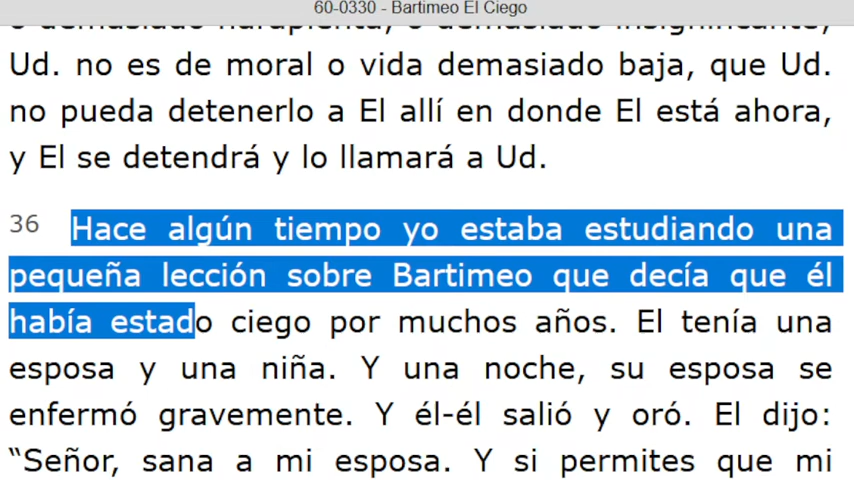 60-0330 - Bartimeo El Ciego
o demasiado harapienta, o demasiado insignificante,
Ud. no es de moral o vida demasiado baja, que Ud.
no pueda detenerlo a El allí en donde El está ahora,
y El se detendrá y lo llamará a Ud.
36 Hace algún tiempo yo estaba estudiando una
pequeña lección sobre Bartimeo que decía que él
había estado ciego por muchos años. El tenía una
esposa y una niña. Y una noche, su esposa se
enfermó gravemente. Y él-él salió y oró. El dijo:
“Señor, sana a mi esposa. Y si permites que mi